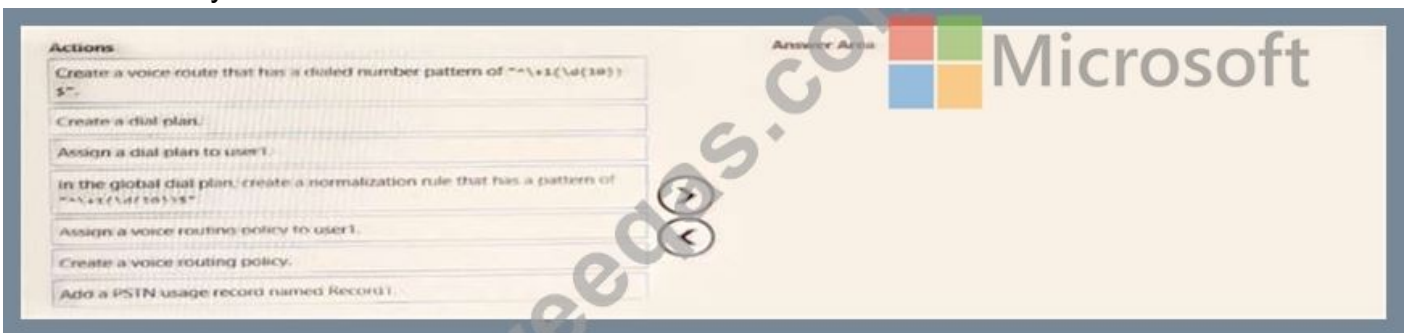 Actions
Answer Area
Microsoft
Create a voice route that has a dialed number pattern of "^\+1(\d{10})
$".
Create a dial plan.
Assign a dial plan to user1.
in the global dial plan, create a normalization rule that has a pattern of
"^\+1(\d{10})$"
Assign a voice routing policy to user1.
Create a voice routing policy.
Add a PSTN usage record named Record1.